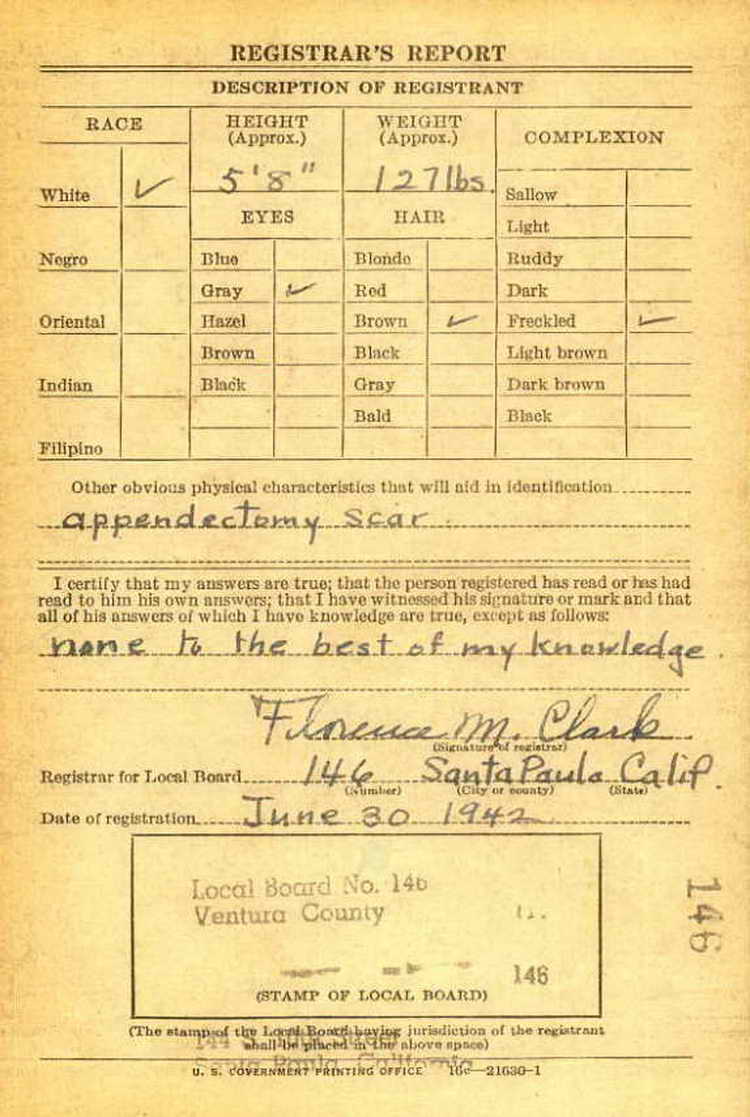 REGISTRAR'S REPORT
DESCRIPTION OF REGISTRANT
RACE
HEIGHT
(Approx.)
WEIGHT
(Approx.)
COMPLEXION
5'8"
127 lbs.
White ✓
Sallow
EYES
HAIR
Light
Negro
Blue
Blonde
Ruddy
Gray ✓
Red
Dark
Oriental
Hazel
Brown ✓
Freckled ✓
Brown
Black
Light brown
Indian
Black
Gray
Dark brown
Bald
Black
Filipino
Other obvious physical characteristics that will aid in identification
appendectomy scar.
I certify that my answers are true; that the person registered has read or has had
read to him his own answers; that I have witnessed his signature or mark and that
all of his answers of which I have knowledge are true, except as follows:
none to the best of my knowledge.
Florence M. Clark
(Signature of registrar)
Registrar for Local Board 146 Santa Paula Calif.
(Number) (City or county) (State)
Date of registration June 30 1942
Local Board No. 146
Ventura County
146
146
(STAMP OF LOCAL BOARD)
(The stamp of the Local Board having jurisdiction of the registrant
shall be placed in the above space)
Santa Paula, California
U. S. GOVERNMENT PRINTING OFFICE 16c—21630-1